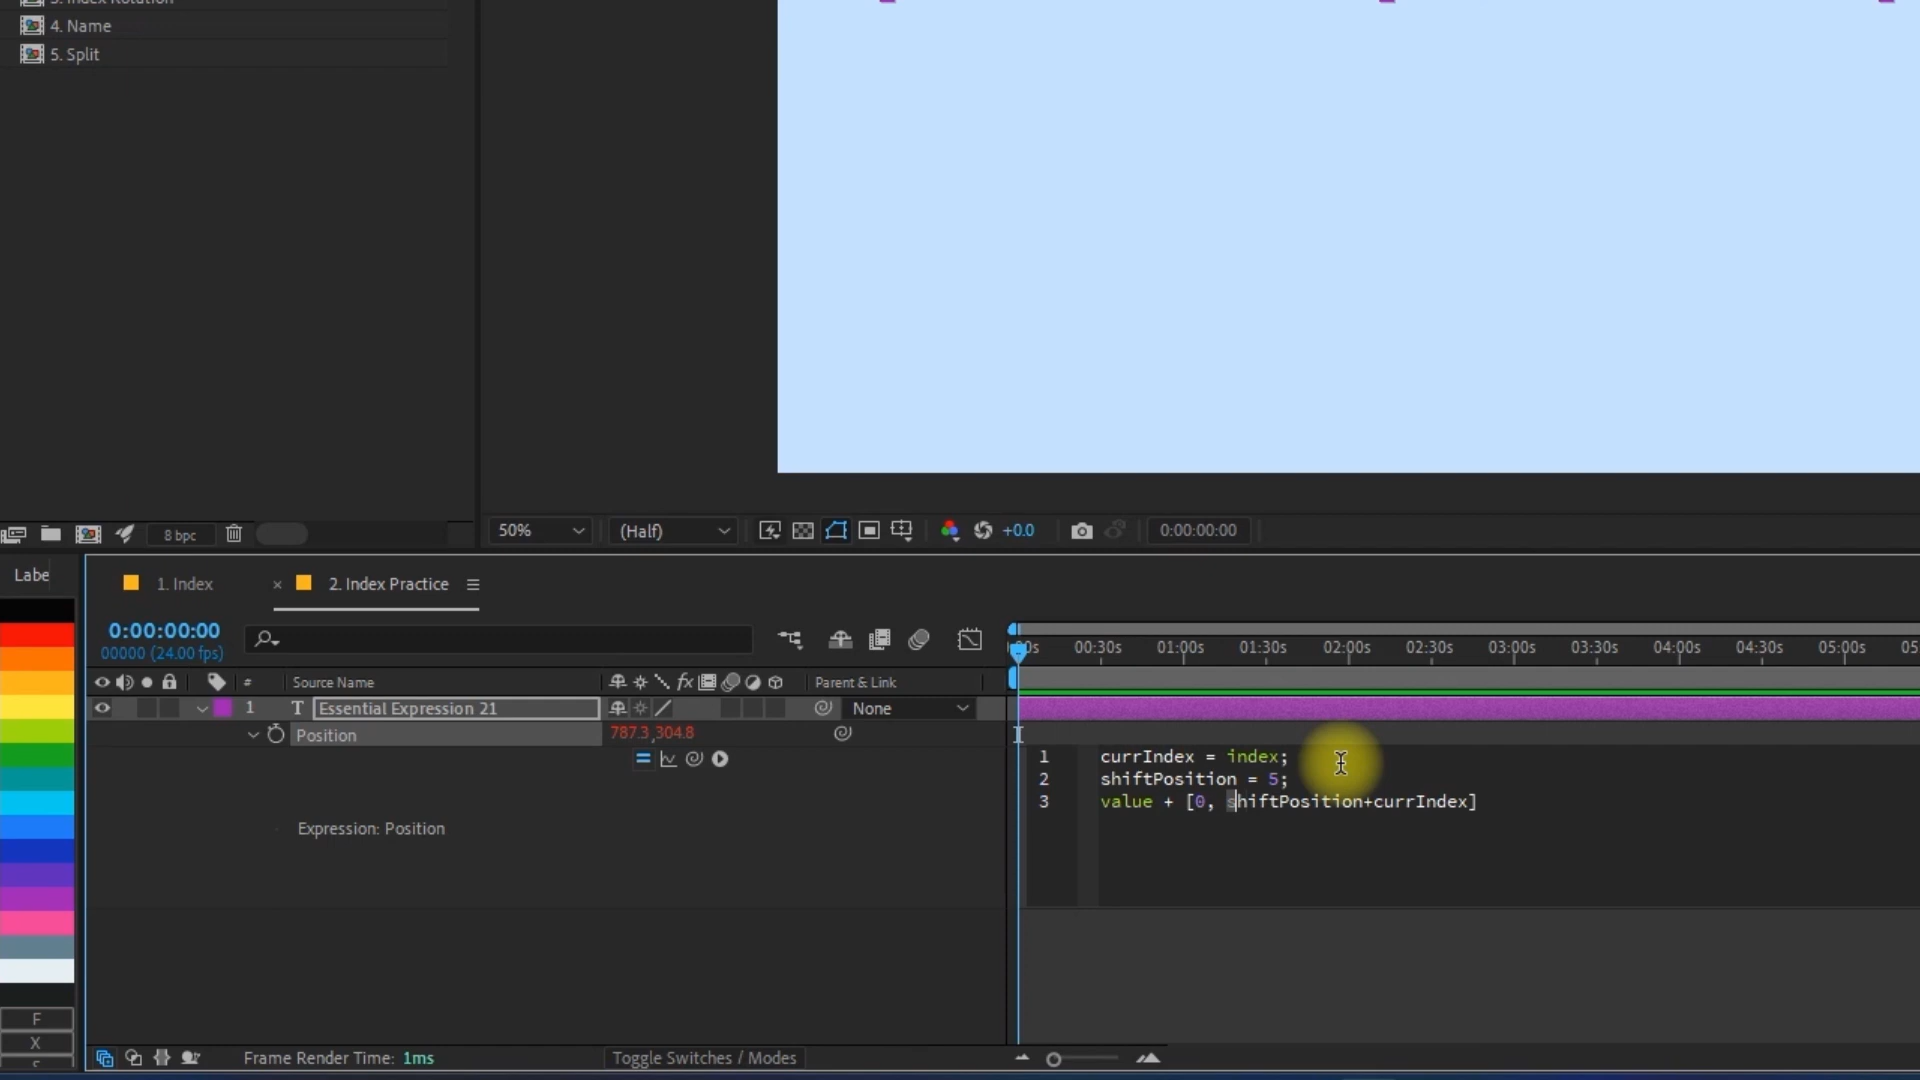 4. Name
5. Split
8 bpc
50%
(Half)
+0.0
0:00:00:00
Labe
1. Index
× 2. Index Practice
0:00:00:00
00000 (24.00 fps)
00:30s 01:00s 01:30s 02:00s 02:30s 03:00s 03:30s 04:00s 04:30s 05:00s
# Source Name
fx
Parent & Link
1 T Essential Expression 21
None
Position
787.3,304.8
1 currIndex = index;
2 shiftPosition = 5;
3 value + [0, shiftPosition+currIndex]
Expression: Position
F
X
Frame Render Time: 1ms
Toggle Switches / Modes